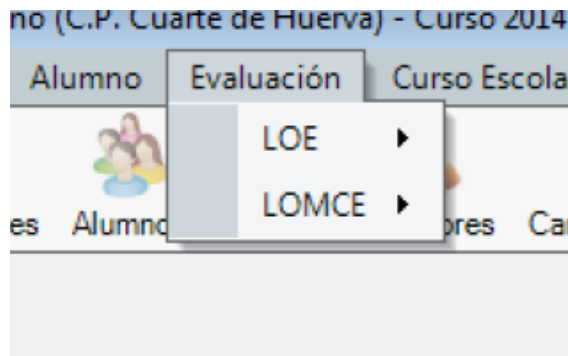 no (C.P. Cuarte de Huerva) - Curso 2014
Alumno Evaluación Curso Escola
LOE
LOMCE
es Alumno ores Ca